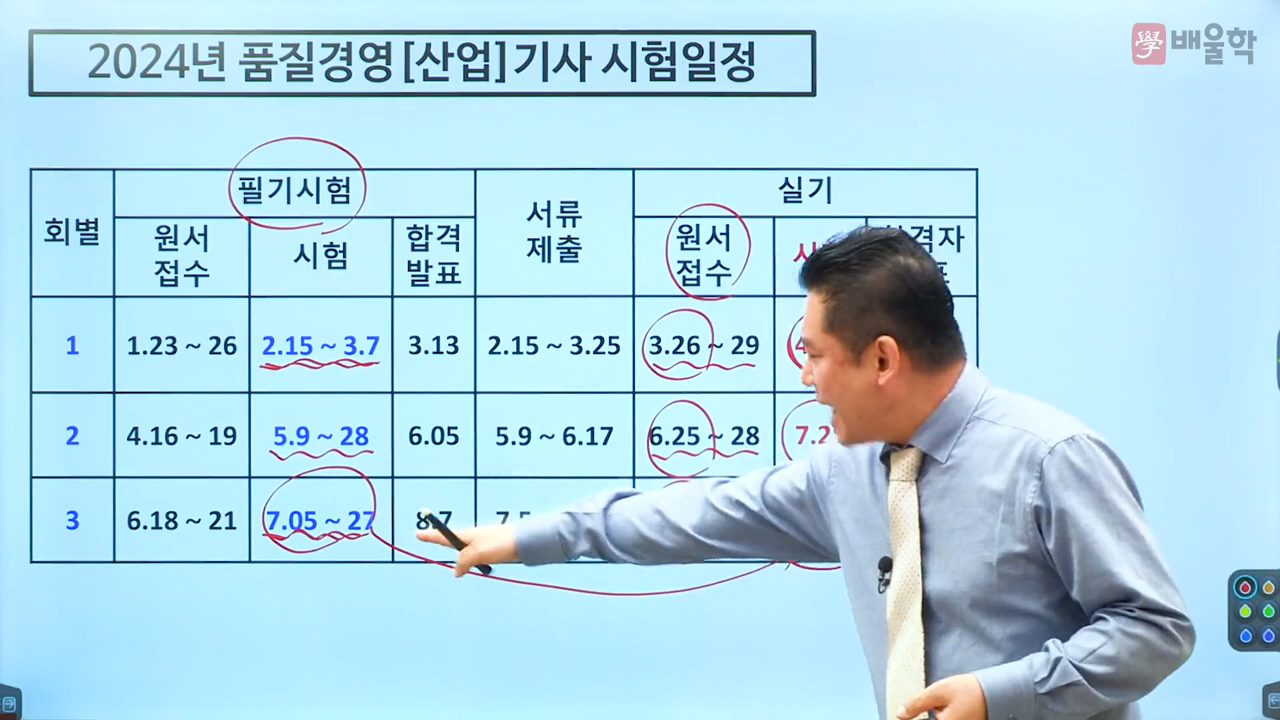 2024년 품질경영[산업]기사 시험일정
學 배울학
회별
필기시험
서류
제출
실기
원서
접수
시험
합격
발표
원서
접수
1
1.23 ~ 26
2.15 ~ 3.7
3.13
2.15 ~ 3.25
3.26 ~ 29
2
4.16 ~ 19
5.9 ~ 28
6.05
5.9 ~ 6.17
6.25 ~ 28
3
6.18 ~ 21
7.05 ~ 27